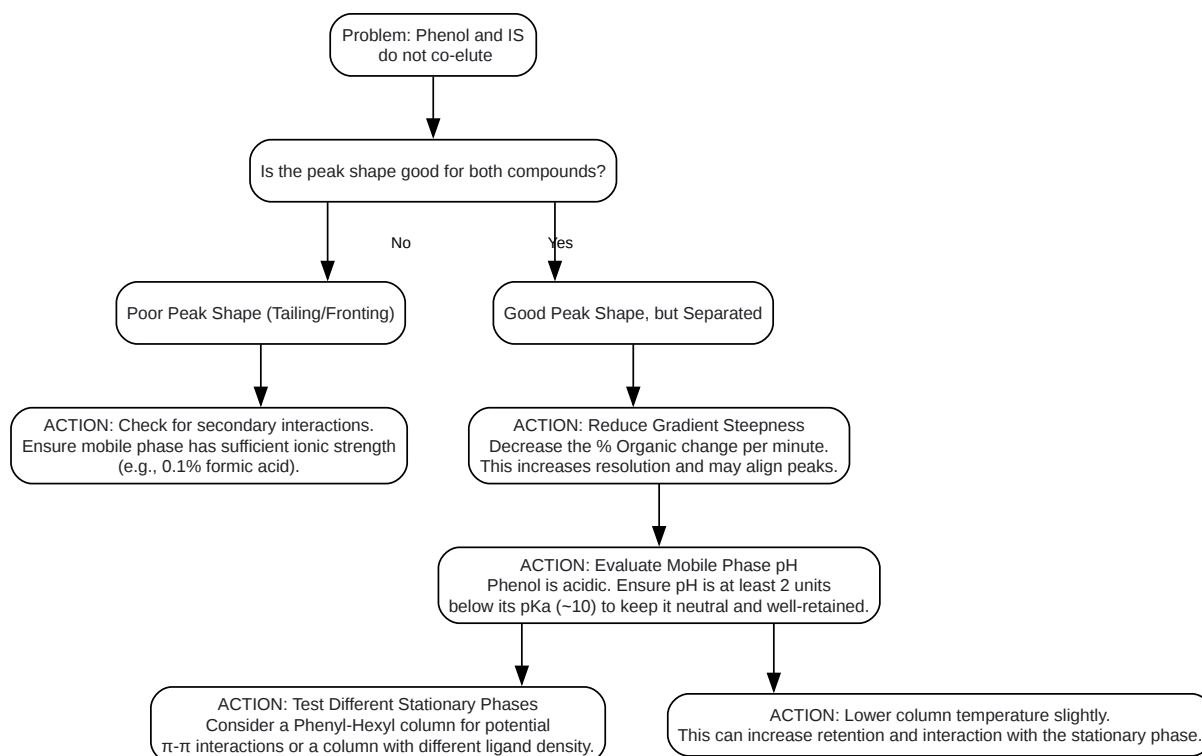 Problem: Phenol and IS
do not co-elute
Is the peak shape good for both compounds?
No
Yes
Poor Peak Shape (Tailing/Fronting)
Good Peak Shape, but Separated
ACTION: Check for secondary interactions.
Ensure mobile phase has sufficient ionic strength
(e.g., 0.1% formic acid).
ACTION: Reduce Gradient Steepness
Decrease the % Organic change per minute.
This increases resolution and may align peaks.
ACTION: Evaluate Mobile Phase pH
Phenol is acidic. Ensure pH is at least 2 units
below its pKa (~10) to keep it neutral and well-retained.
ACTION: Test Different Stationary Phases
Consider a Phenyl-Hexyl column for potential
π-π interactions or a column with different ligand density.
ACTION: Lower column temperature slightly.
This can increase retention and interaction with the stationary phase.